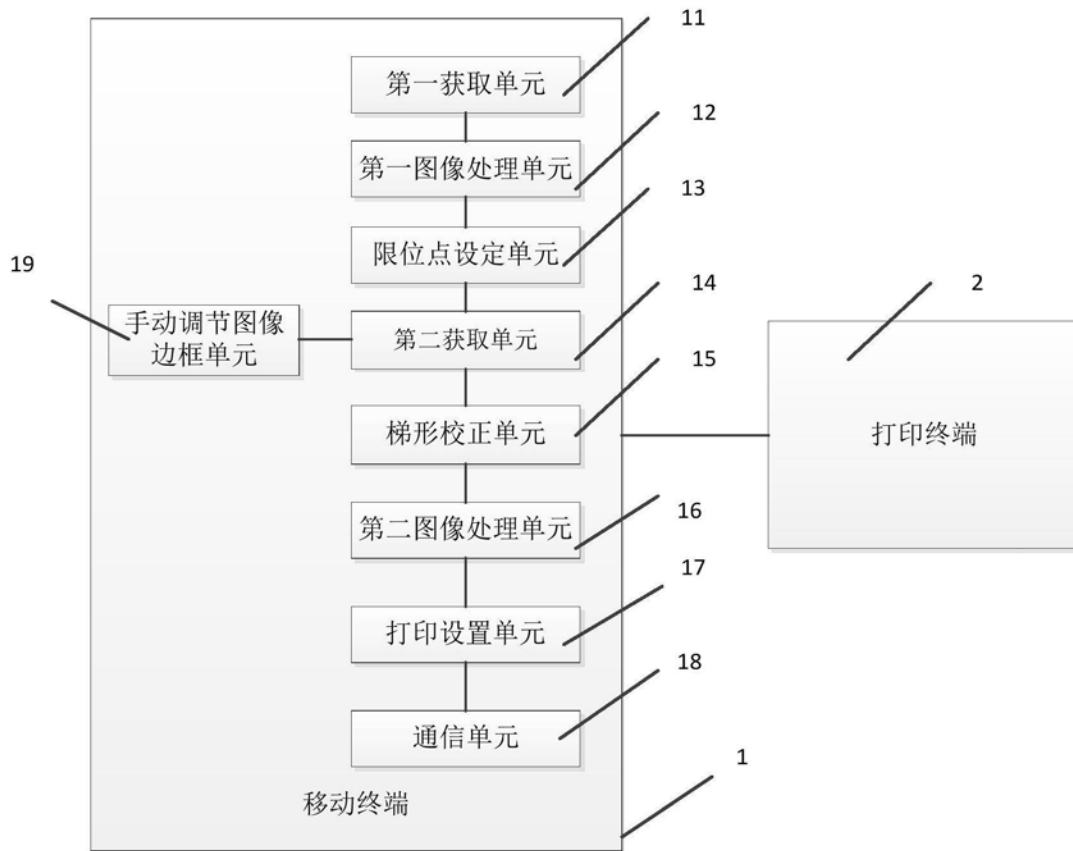 11
第一获取单元
12
第一图像处理单元
13
限位点设定单元
19
14
2
手动调节图像
边框单元
第二获取单元
15
梯形校正单元
打印终端
16
第二图像处理单元
17
打印设置单元
18
通信单元
1
移动终端